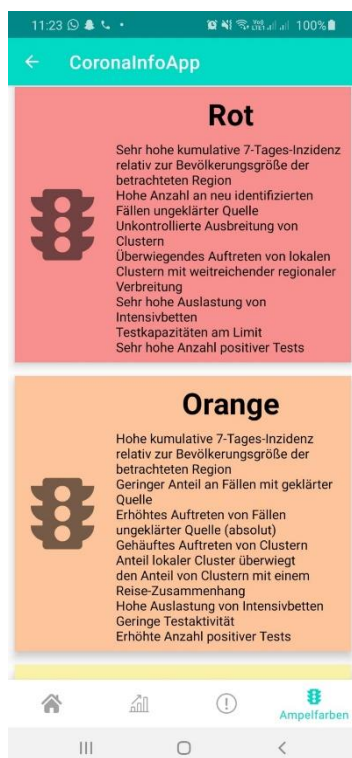 11:23 100%
CoronaInfoApp
Rot
Sehr hohe kumulative 7-Tages-Inzidenz
relativ zur Bevölkerungsgröße der
betrachteten Region
Hohe Anzahl an neu identifizierten
Fällen ungeklärter Quelle
Unkontrollierte Ausbreitung von
Clustern
Überwiegendes Auftreten von lokalen
Clustern mit weitreichender regionaler
Verbreitung
Sehr hohe Auslastung von
Intensivbetten
Testkapazitäten am Limit
Sehr hohe Anzahl positiver Tests
Orange
Hohe kumulative 7-Tages-Inzidenz
relativ zur Bevölkerungsgröße der
betrachteten Region
Geringer Anteil an Fällen mit geklärter
Quelle
Erhöhtes Auftreten von Fällen
ungeklärter Quelle (absolut)
Gehäuftes Auftreten von Clustern
Anteil lokaler Cluster überwiegt
den Anteil von Clustern mit einem
Reise-Zusammenhang
Hohe Auslastung von Intensivbetten
Geringe Testaktivität
Erhöhte Anzahl positiver Tests
Ampelfarben